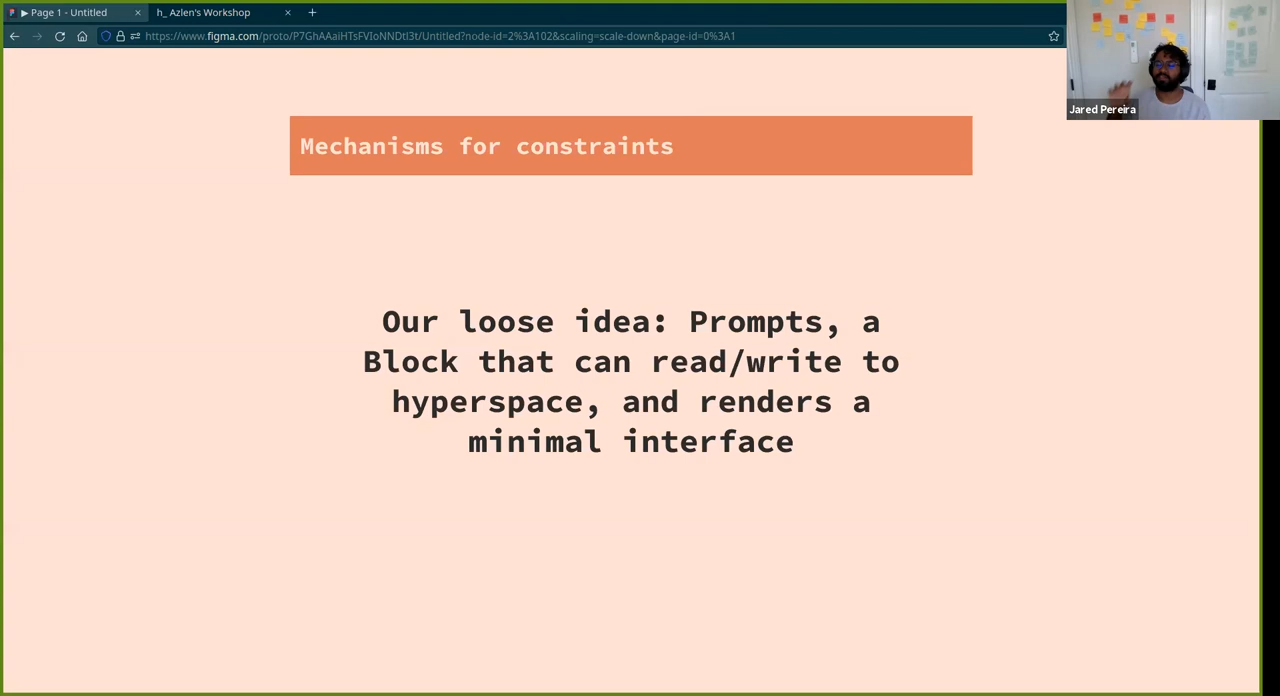 ▶ Page 1 - Untitled
h_ Azlen's Workshop
https://www.figma.com/proto/P7GhAAaiHTsFVIoNNDtl3t/Untitled?node-id=2%3A102&scaling=scale-down&page-id=0%3A1
Jared Pereira
Mechanisms for constraints
Our loose idea: Prompts, a
Block that can read/write to
hyperspace, and renders a
minimal interface